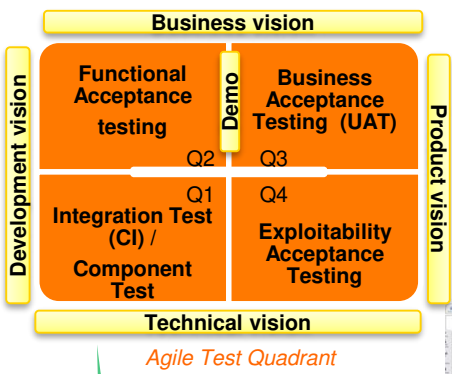 Business vision
Development vision
Functional
Acceptance
testing
Q2
Demo
Business
Acceptance
Testing (UAT)
Q3
Product vision
Q1
Integration Test
(CI) /
Component
Test
Q4
Exploitability
Acceptance
Testing
Technical vision
Agile Test Quadrant